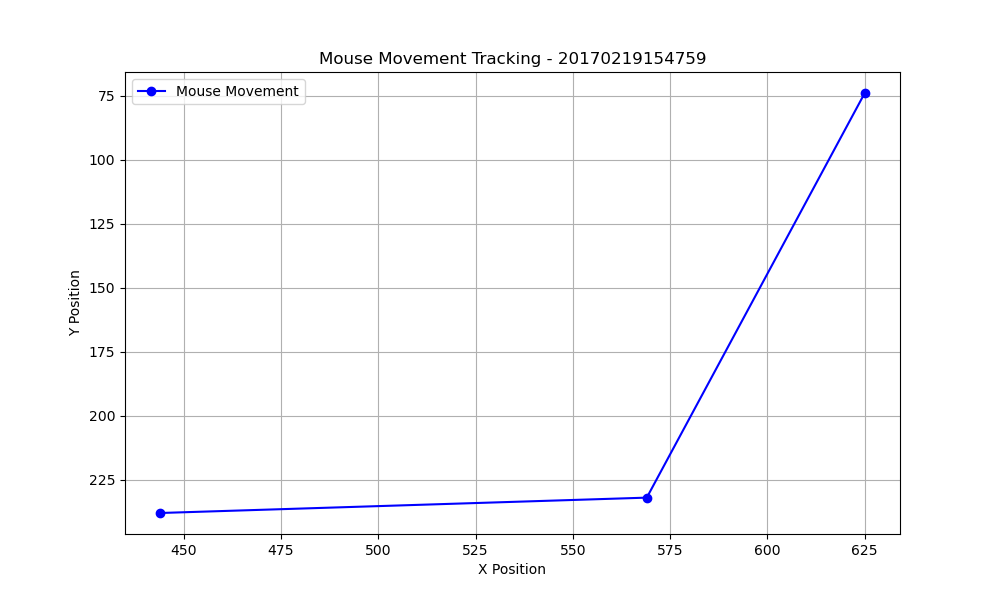 Mouse Movement Tracking - 20170219154759
Mouse Movement
75
100
125
150
175
200
225
Y Position
450 475 500 525 550 575 600 625
X Position